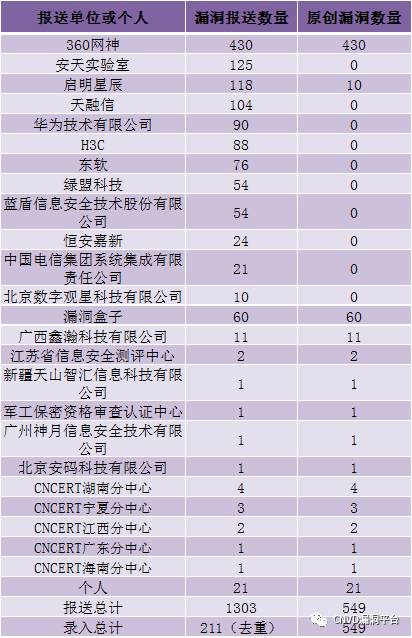 报送单位或个人 漏洞报送数量 原创漏洞数量
360网神 430 430
安天实验室 125 0
启明星辰 118 10
天融信 104 0
华为技术有限公司 90 0
H3C 88 0
东软 76 0
绿盟科技 54 0
蓝盾信息安全技术股份有限
公司 54 0
恒安嘉新 24 0
中国电信集团系统集成有限
责任公司 21 0
北京数字观星科技有限公司 10 0
漏洞盒子 60 60
广西鑫瀚科技有限公司 11 11
江苏省信息安全测评中心 2 2
新疆天山智汇信息科技有限
公司 1 1
军工保密资格审查认证中心 1 1
广州神月信息安全技术有限
公司 1 1
北京安码科技有限公司 1 1
CNCERT湖南分中心 4 4
CNCERT宁夏分中心 3 3
CNCERT江西分中心 2 2
CNCERT广东分中心 1 1
CNCERT海南分中心 1 1
个人 21 21
报送总计 1303 549
录入总计 211（去重） 549
CNVD漏洞平台